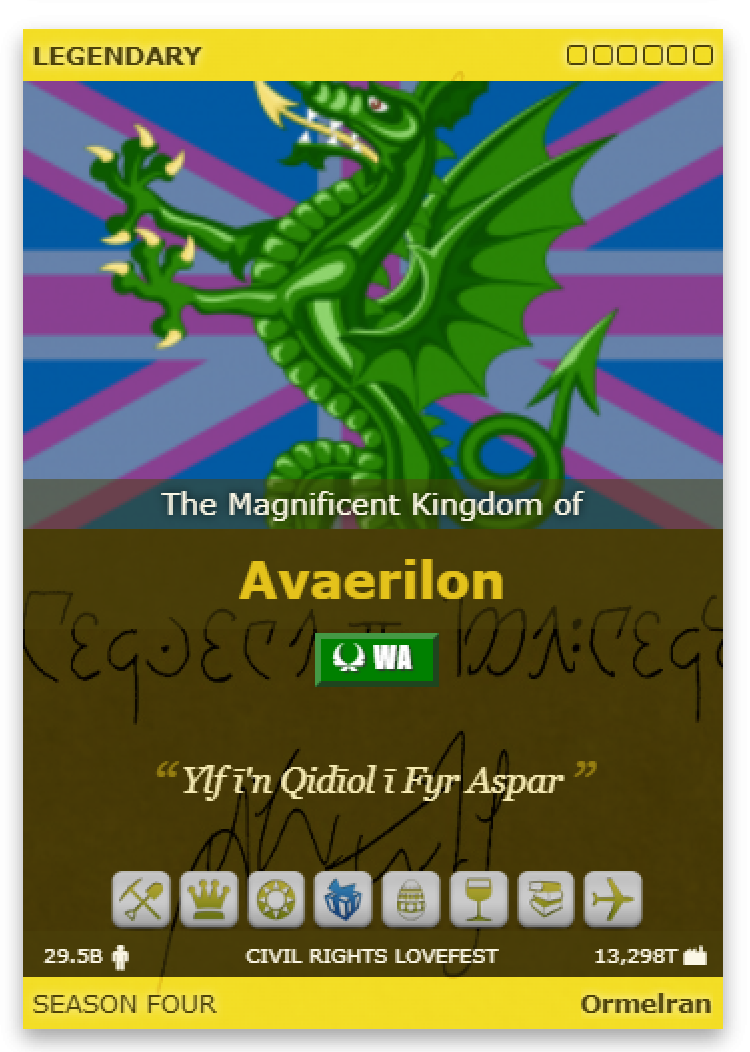 LEGENDARY
The Magnificent Kingdom of
Avaerilon
WA
“Ylf ī'n Qiđīol ī Fyr Aspar”
29.5B CIVIL RIGHTS LOVEFEST 13,298T
SEASON FOUR Ormelran